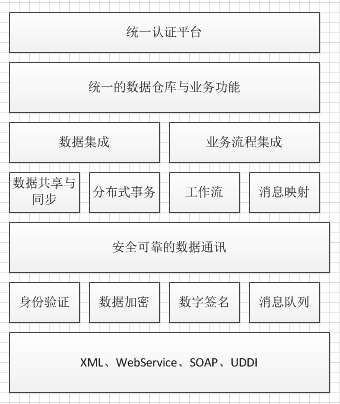 统一认证平台
统一的数据仓库与业务功能
数据集成 业务流程集成
数据共享与
同步
分布式事务 工作流 消息映射
安全可靠的数据通讯
身份验证 数据加密 数字签名 消息队列
XML、WebService、SOAP、UDDI